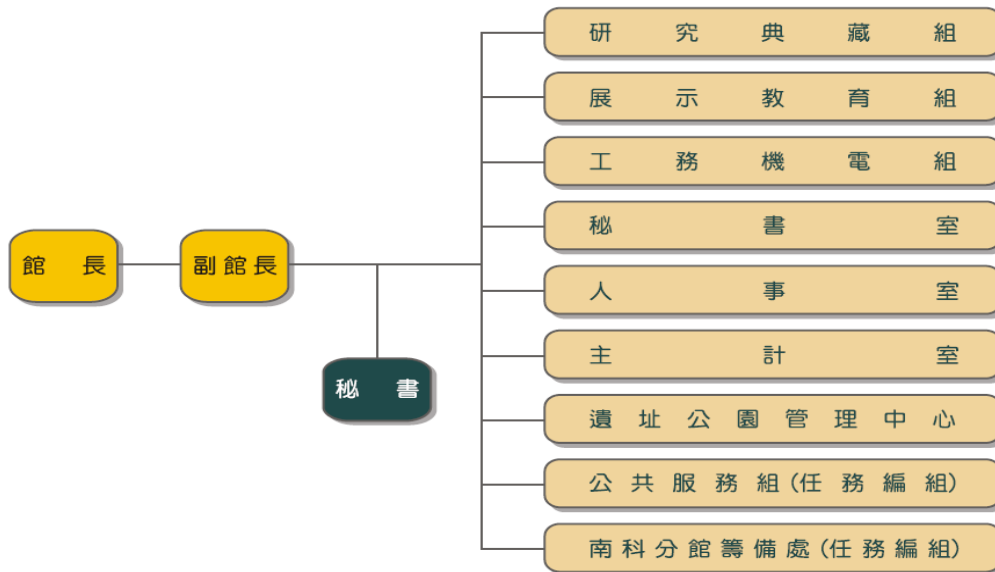 館長
副館長
秘書
研究典藏組
展示教育組
工務機電組
秘書室
人事室
主計室
遺址公園管理中心
公共服務組(任務編組)
南科分館籌備處(任務編組)